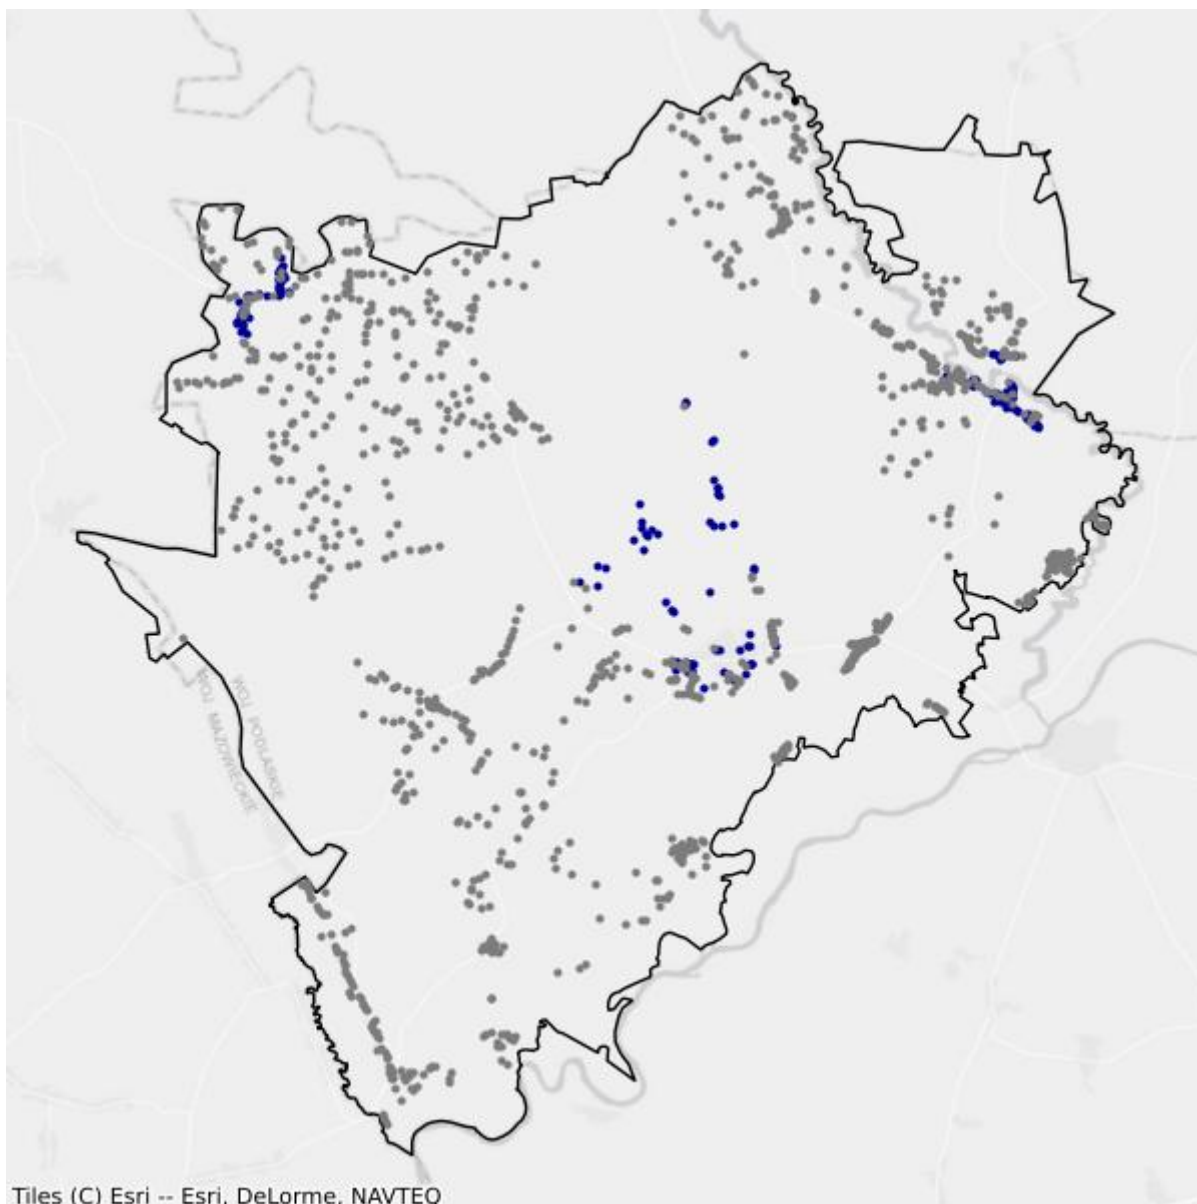 WOJ. PODLASKIE
WOJ. MAZOWIECKIE
Tiles (C) Esri -- Esri, DeLorme, NAVTEQ